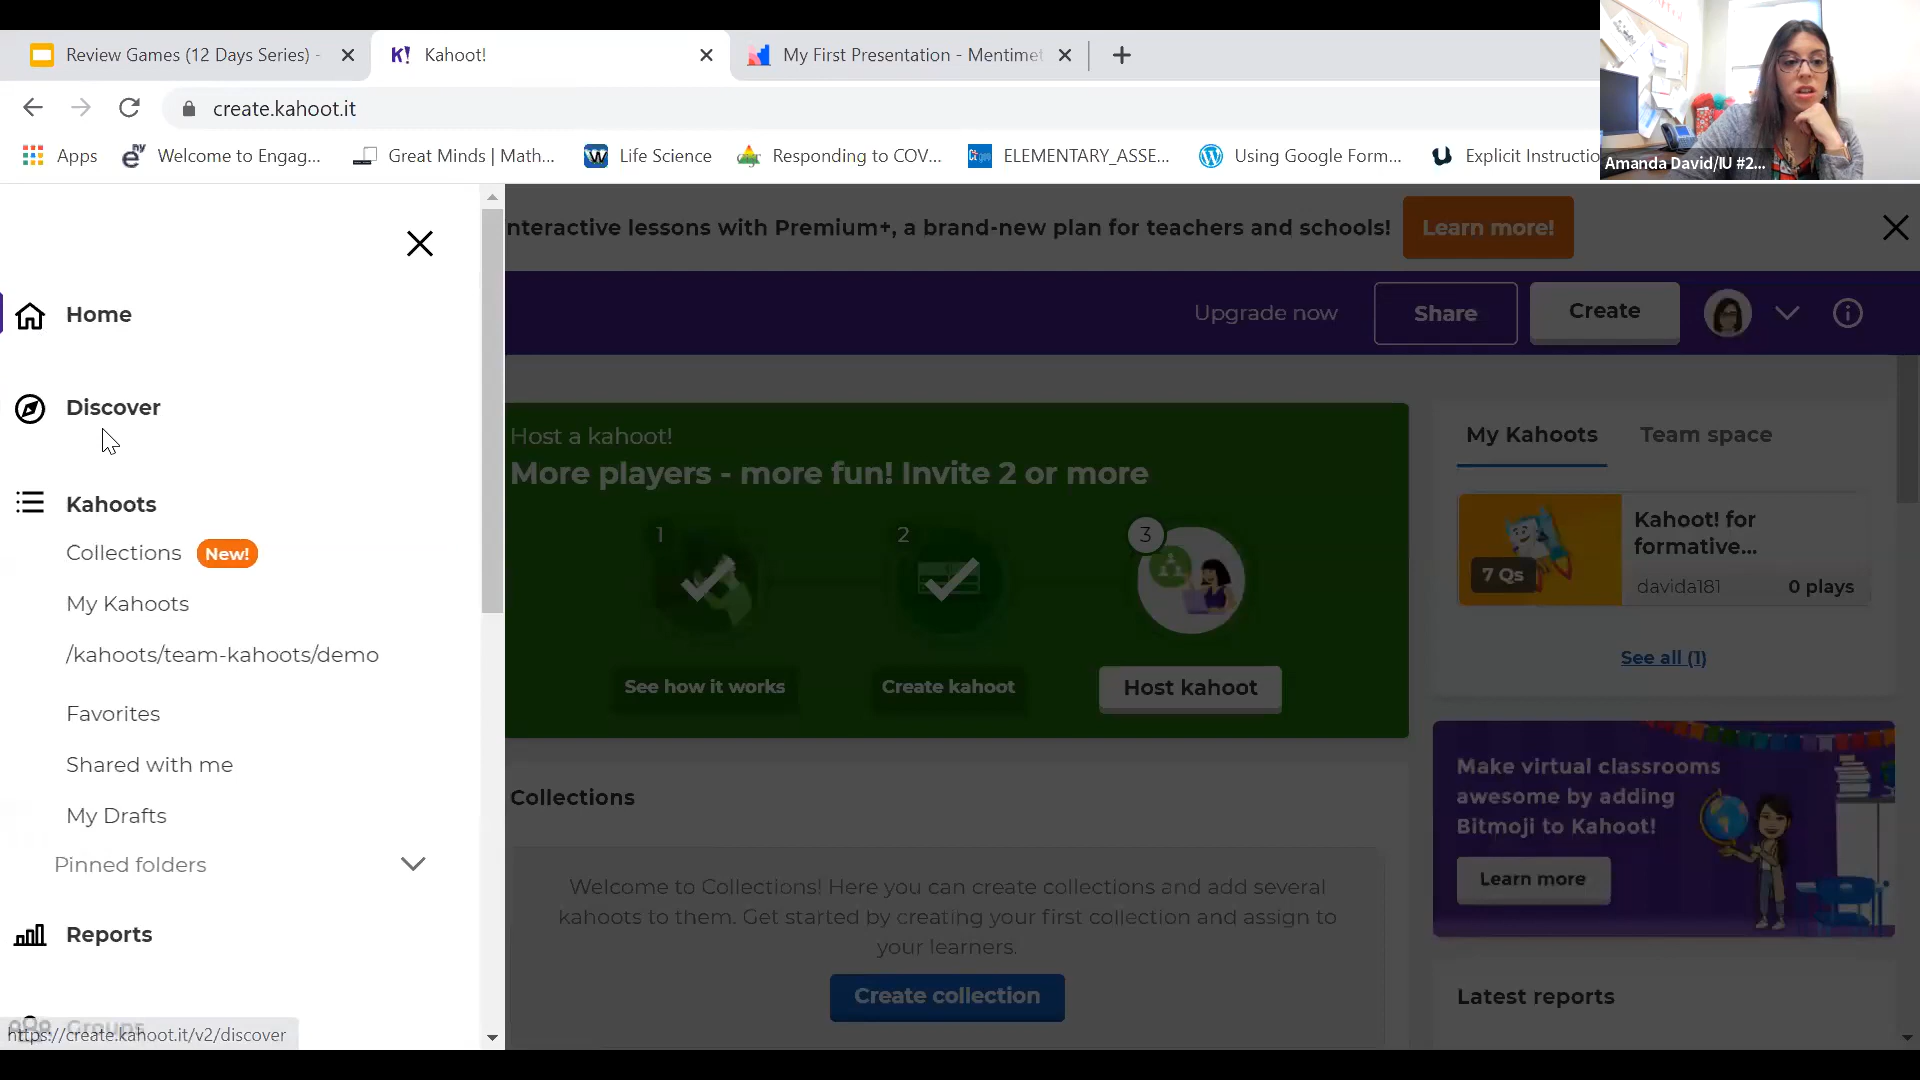 Review Games (12 Days Series) -
Kahoot!
My First Presentation - Mentimet
create.kahoot.it
Apps
Welcome to Engag...
Great Minds | Math...
Life Science
Responding to COV...
ELEMENTARY_ASSE...
Using Google Form...
Explicit Instructio
Amanda David/IU #2...
nteractive lessons with Premium+, a brand-new plan for teachers and schools!
Learn more!
Upgrade now
Share
Create
Home
Discover
Kahoots
Collections New!
My Kahoots
/kahoots/team-kahoots/demo
Favorites
Shared with me
My Drafts
Pinned folders
Reports
Groups
https://create.kahoot.it/v2/discover
Host a kahoot!
More players - more fun! Invite 2 or more
1
2
3
See how it works
Create kahoot
Host kahoot
Collections
Welcome to Collections! Here you can create collections and add several
kahoots to them. Get started by creating your first collection and assign to
your learners.
Create collection
My Kahoots
Team space
7 Qs
Kahoot! for
formative...
davida181
0 plays
See all (1)
Make virtual classrooms
awesome by adding
Bitmoji to Kahoot!
Learn more
Latest reports